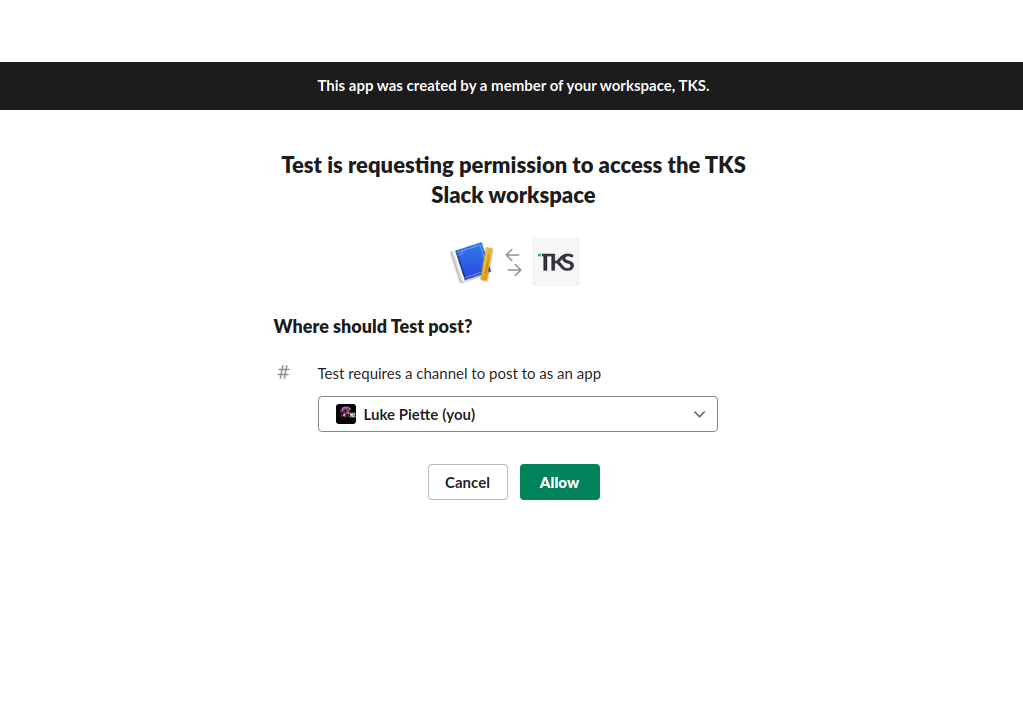 This app was created by a member of your workspace, TKS.
Test is requesting permission to access the TKS
Slack workspace
TKS
Where should Test post?
# Test requires a channel to post to as an app
Luke Piette (you)
Cancel Allow